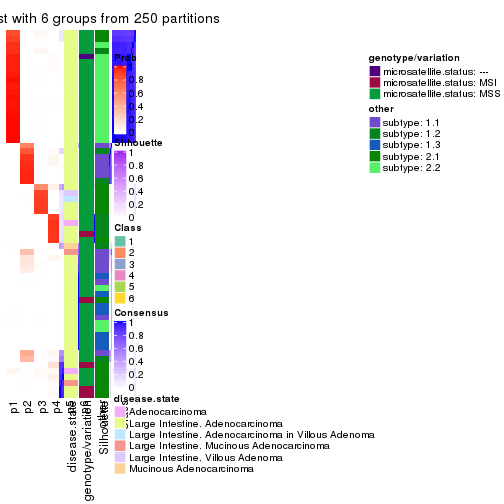 st with 6 groups from 250 partitions
Prob
1
0.8
0.6
0.4
0.2
0
Silhouette
1
0.8
0.6
0.4
0.2
0
Class
1
2
3
4
5
6
Consensus
1
0.8
0.6
0.4
0.2
0
disease.state
Adenocarcinoma
Large Intestine. Adenocarcinoma
Large Intestine. Adenocarcinoma in Villous Adenoma
Large Intestine. Mucinous Adenocarcinoma
Large Intestine. Villous Adenoma
Mucinous Adenocarcinoma
genotype/variation
microsatellite.status: ---
microsatellite.status: MSI
microsatellite.status: MSS
other
subtype: 1.1
subtype: 1.2
subtype: 1.3
subtype: 2.1
subtype: 2.2
p1
p2
p3
p4
disease.state
genotype/variation
Silhouette